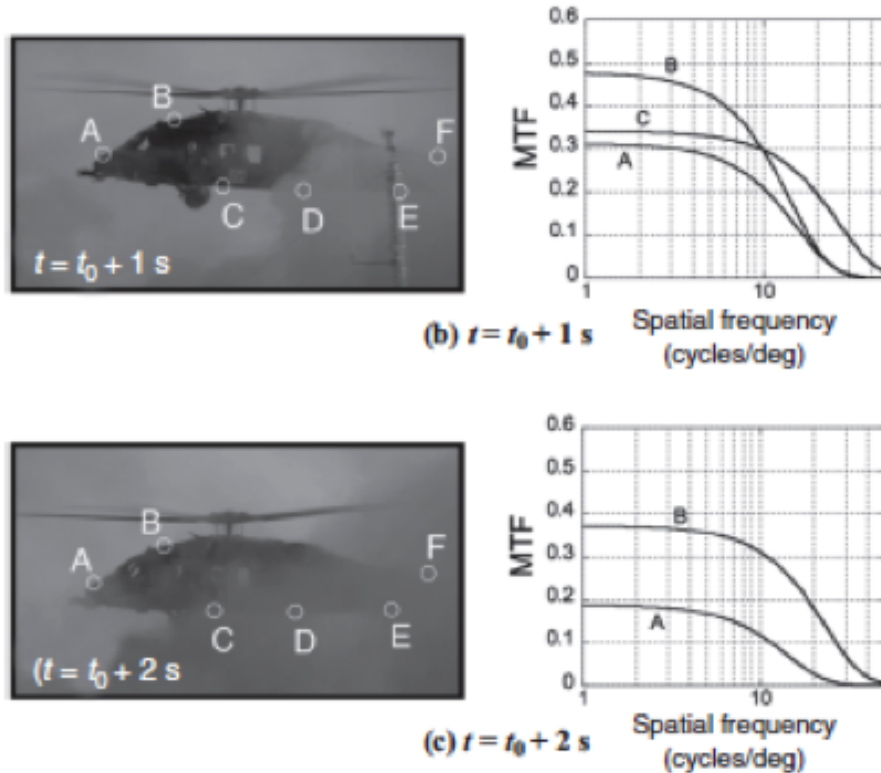 0.6
0.5
0.4
0.3
0.2
0.1
0
MTF
B
C
A
1
10
Spatial frequency
(cycles/deg)
A
B
C
D
E
F
t = t0 + 1 s
(b) t = t0 + 1 s
0.6
0.5
0.4
0.3
0.2
0.1
0
MTF
B
A
1
10
Spatial frequency
(cycles/deg)
A
B
C
D
E
F
(t = t0 + 2 s
(c) t = t0 + 2 s